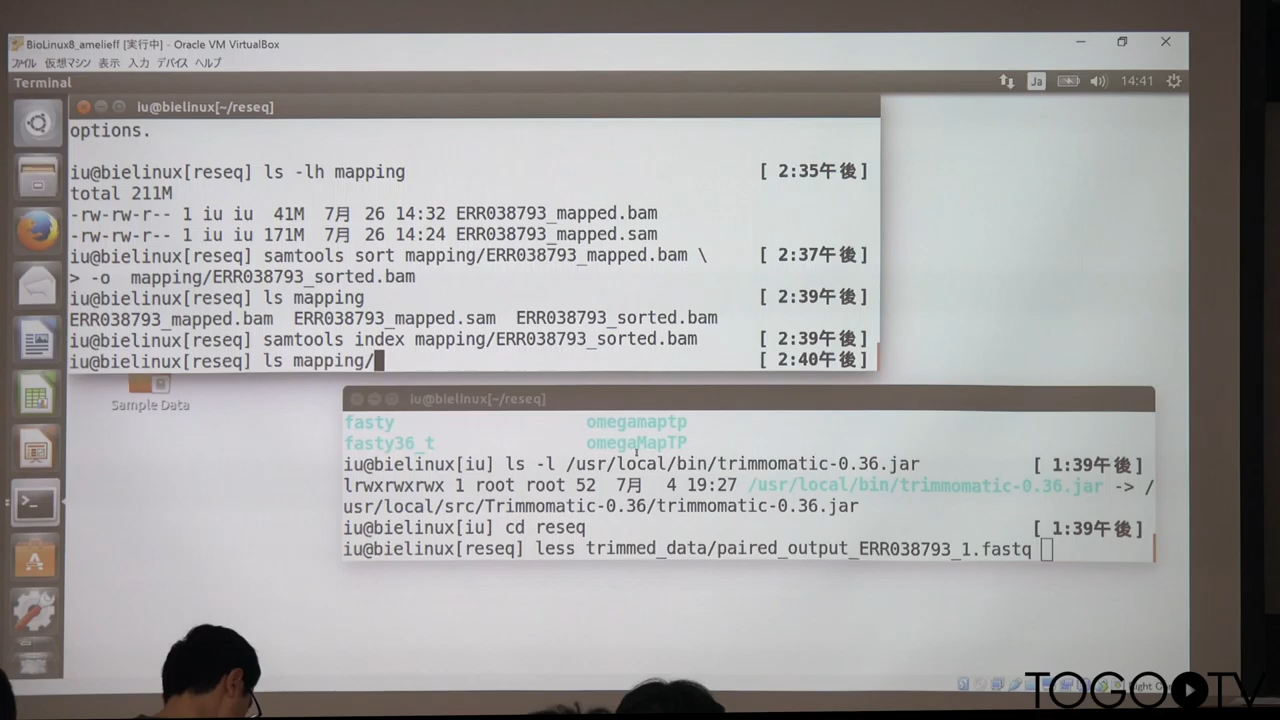 BioLinux8_amelieff [実行中] - Oracle VM VirtualBox
ファイル 仮想マシン 表示 入力 デバイス ヘルプ
Terminal
Ja
14:41
iu@bielinux[~/reseq]
options.
iu@bielinux[reseq] ls -lh mapping [ 2:35午後]
total 211M
-rw-rw-r-- 1 iu iu 41M 7月 26 14:32 ERR038793_mapped.bam
-rw-rw-r-- 1 iu iu 171M 7月 26 14:24 ERR038793_mapped.sam
iu@bielinux[reseq] samtools sort mapping/ERR038793_mapped.bam \ [ 2:37午後]
> -o mapping/ERR038793_sorted.bam
iu@bielinux[reseq] ls mapping [ 2:39午後]
ERR038793_mapped.bam ERR038793_mapped.sam ERR038793_sorted.bam
iu@bielinux[reseq] samtools index mapping/ERR038793_sorted.bam [ 2:39午後]
iu@bielinux[reseq] ls mapping/ [ 2:40午後]
Sample Data
iu@bielinux[~/reseq]
fasty omegamaptp
fasty36_t omegaMapTP
iu@bielinux[iu] ls -l /usr/local/bin/trimmomatic-0.36.jar [ 1:39午後]
lrwxrwxrwx 1 root root 52 7月 4 19:27 /usr/local/bin/trimmomatic-0.36.jar -> /
usr/local/src/Trimmomatic-0.36/trimmomatic-0.36.jar
iu@bielinux[iu] cd reseq [ 1:39午後]
iu@bielinux[reseq] less trimmed_data/paired_output_ERR038793_1.fastq
TOGO TV